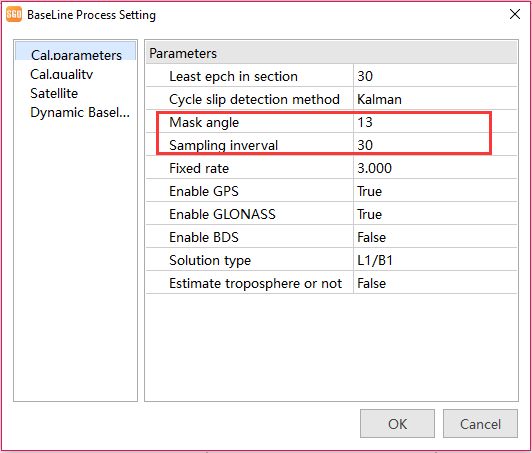 SGO BaseLine Process Setting
Cal.parameters
Cal.quality
Satellite
Dynamic Basel...
Parameters
Least epch in section 30
Cycle slip detection method Kalman
Mask angle 13
Sampling inverval 30
Fixed rate 3.000
Enable GPS True
Enable GLONASS True
Enable BDS False
Solution type L1/B1
Estimate troposphere or not False
OK Cancel